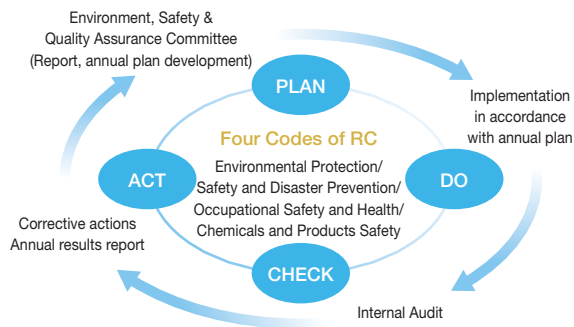 Environment, Safety &
Quality Assurance Committee
(Report, annual plan development)
PLAN
Implementation
in accordance
with annual plan
Four Codes of RC
Environmental Protection/
Safety and Disaster Prevention/
Occupational Safety and Health/
Chemicals and Products Safety
ACT
DO
Corrective actions
Annual results report
CHECK
Internal Audit